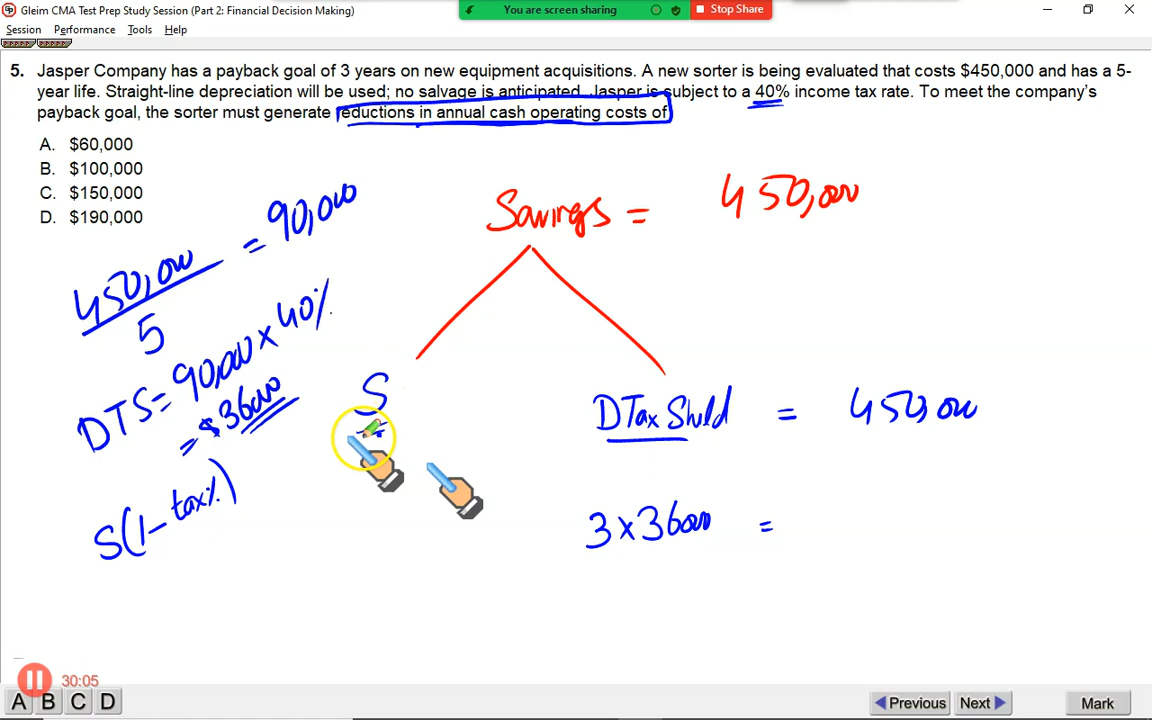 Gleim CMA Test Prep Study Session (Part 2: Financial Decision Making)
You are screen sharing
Stop Share
Session Performance Tools Help
5. Jasper Company has a payback goal of 3 years on new equipment acquisitions. A new sorter is being evaluated that costs $450,000 and has a 5-
year life. Straight-line depreciation will be used; no salvage is anticipated. Jasper is subject to a 40% income tax rate. To meet the company's
payback goal, the sorter must generate reductions in annual cash operating costs of
A. $60,000
B. $100,000
C. $150,000
D. $190,000
Savings = 450,000
450,000 = 90,000
5
DTS = 90,000 x 40%
= $36000
S(1 - tax%)
S
D Tax Shild = 450,000
3 x 36000 =
30:05
A B C D
Previous Next Mark